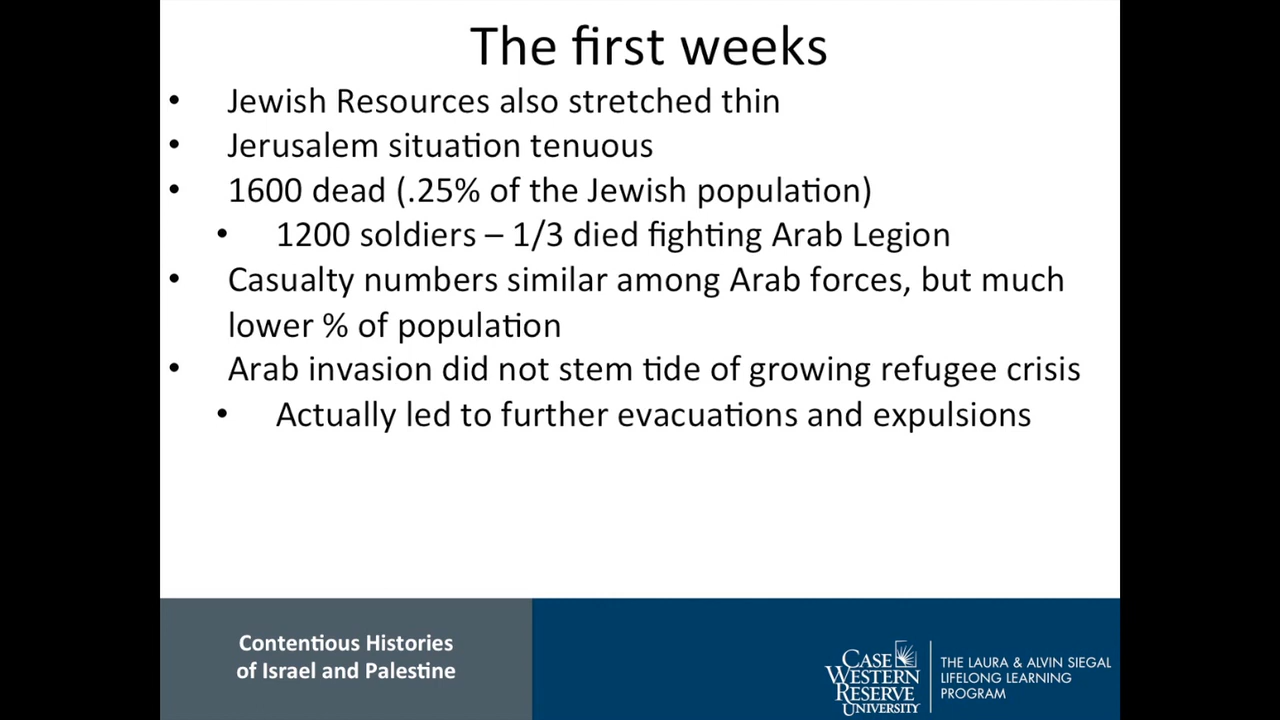 The first weeks
• Jewish Resources also stretched thin
• Jerusalem situation tenuous
• 1600 dead (.25% of the Jewish population)
• 1200 soldiers – 1/3 died fighting Arab Legion
• Casualty numbers similar among Arab forces, but much
lower % of population
• Arab invasion did not stem tide of growing refugee crisis
• Actually led to further evacuations and expulsions
Contentious Histories
of Israel and Palestine
CASE
WESTERN
RESERVE
UNIVERSITY
THE LAURA & ALVIN SIEGAL
LIFELONG LEARNING
PROGRAM